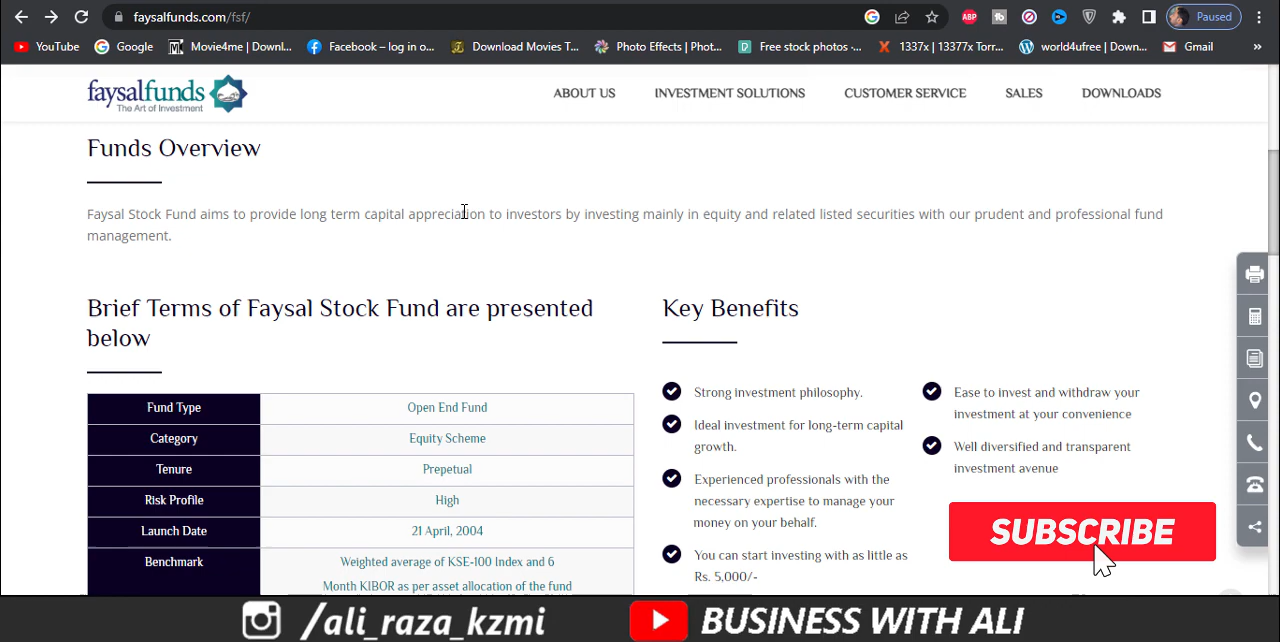 faysalfunds.com/fsf/
ABP
Paused
YouTube
Google
Movie4me | Downl...
Facebook – log in o...
Download Movies T...
Photo Effects | Phot...
Free stock photos -...
1337x | 13377x Torr...
world4ufree | Down...
Gmail
»
faysalfunds
The Art of Investment
ABOUT US
INVESTMENT SOLUTIONS
CUSTOMER SERVICE
SALES
DOWNLOADS
Funds Overview
Faysal Stock Fund aims to provide long term capital appreciation to investors by investing mainly in equity and related listed securities with our prudent and professional fund
management.
Brief Terms of Faysal Stock Fund are presented
below
Fund Type Open End Fund
Category Equity Scheme
Tenure Prepetual
Risk Profile High
Launch Date 21 April, 2004
Benchmark Weighted average of KSE-100 Index and 6
Month KIBOR as per asset allocation of the fund
Key Benefits
Strong investment philosophy.
Ideal investment for long-term capital
growth.
Experienced professionals with the
necessary expertise to manage your
money on your behalf.
You can start investing with as little as
Rs. 5,000/-
Ease to invest and withdraw your
investment at your convenience
Well diversified and transparent
investment avenue
SUBSCRIBE
/ali_raza_kzmi
BUSINESS WITH ALI